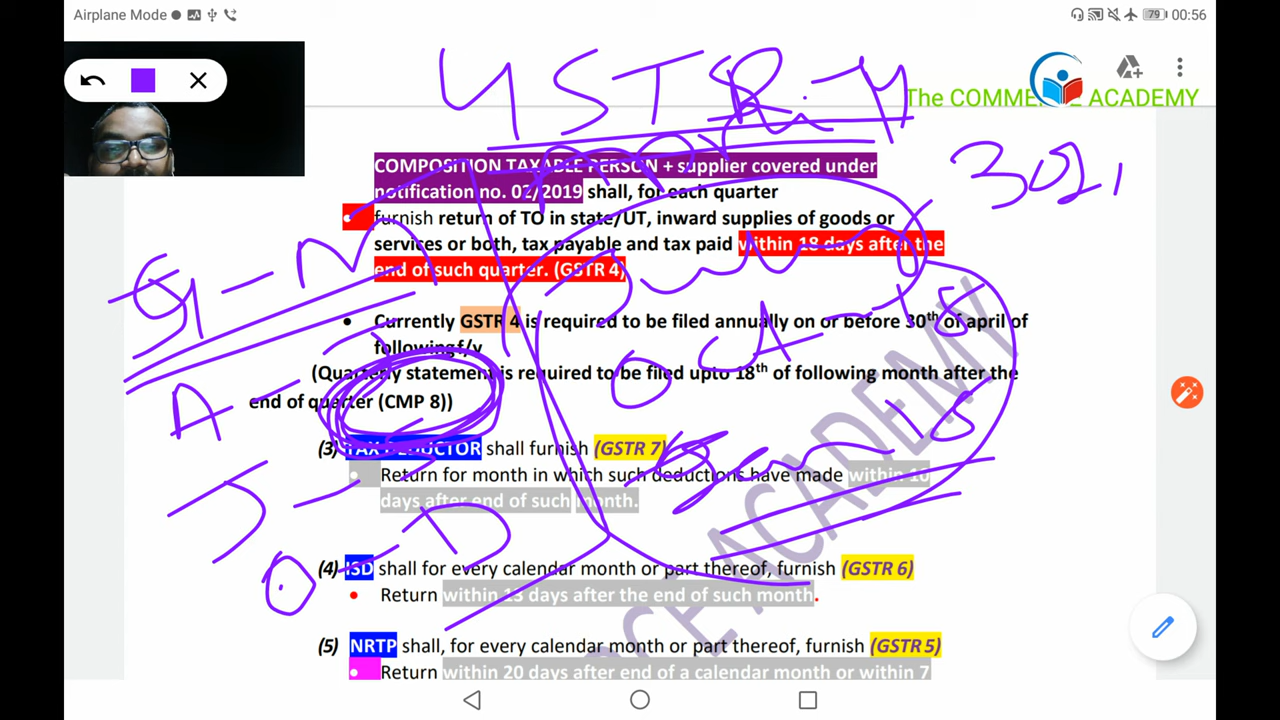 Airplane Mode
79 00:56
The COMMERCE ACADEMY
GSTR-4
30th
COMPOSITION TAXABLE PERSON + supplier covered under
notification no. 02/2019 shall, for each quarter
furnish return of TO in state/UT, inward supplies of goods or
services or both, tax payable and tax paid within 18 days after the
end of such quarter. (GSTR 4)
• Currently GSTR 4 is required to be filed annually on or before 30th of april of
following f/y
(Quarterly statement is required to be filed upto 18th of following month after the
end of quarter (CMP 8))
oct - 18
Jan 18
J - M
A - J
J - S
O - D
(3) TAX DEDUCTOR shall furnish (GSTR 7)
Return for month in which such deductions have made within 10
days after end of such month.
(4) ISD shall for every calendar month or part thereof, furnish (GSTR 6)
• Return within 13 days after the end of such month.
(5) NRTP shall, for every calendar month or part thereof, furnish (GSTR 5)
Return within 20 days after end of a calendar month or within 7
CE ACADEMY